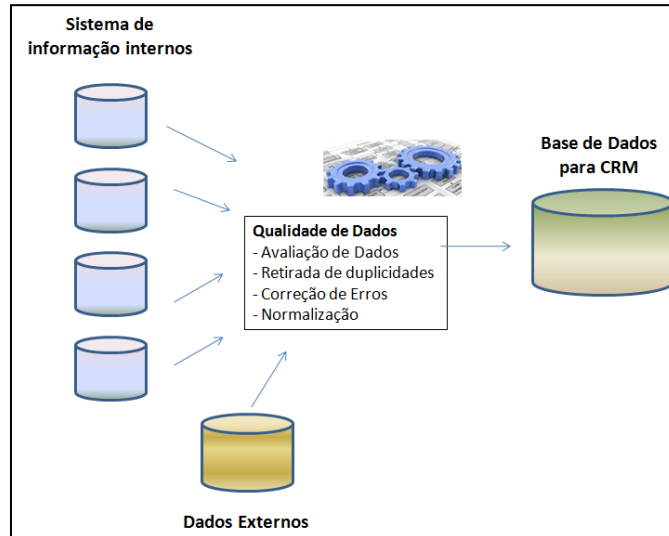 Sistema de
informação internos
Base de Dados
para CRM
Qualidade de Dados
- Avaliação de Dados
- Retirada de duplicidades
- Correção de Erros
- Normalização
Dados Externos